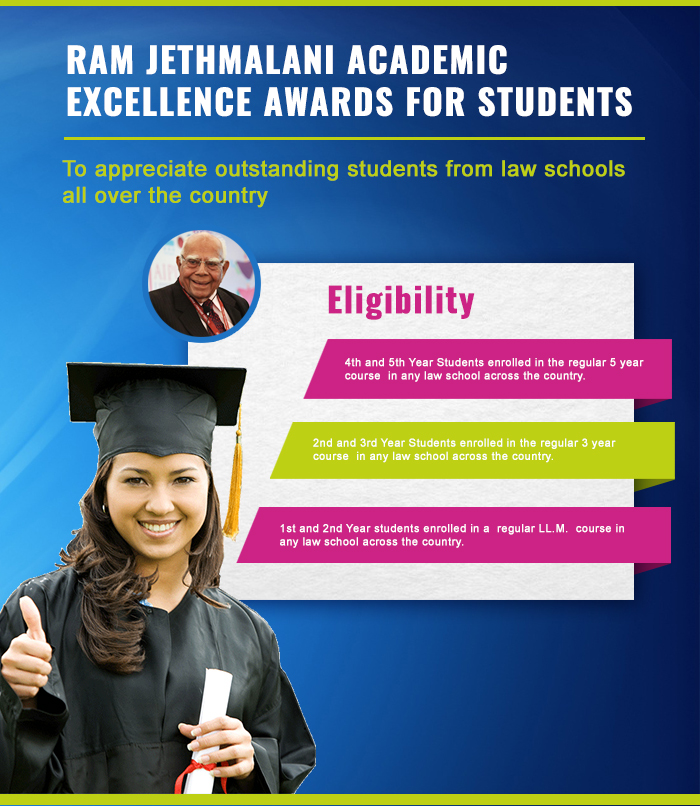 RAM JETHMALANI ACADEMIC
EXCELLENCE AWARDS FOR STUDENTS
To appreciate outstanding students from law schools
all over the country
Eligibility
4th and 5th Year Students enrolled in the regular 5 year
course in any law school across the country.
2nd and 3rd Year Students enrolled in the regular 3 year
course in any law school across the country.
1st and 2nd Year students enrolled in a regular LL.M. course in
any law school across the country.